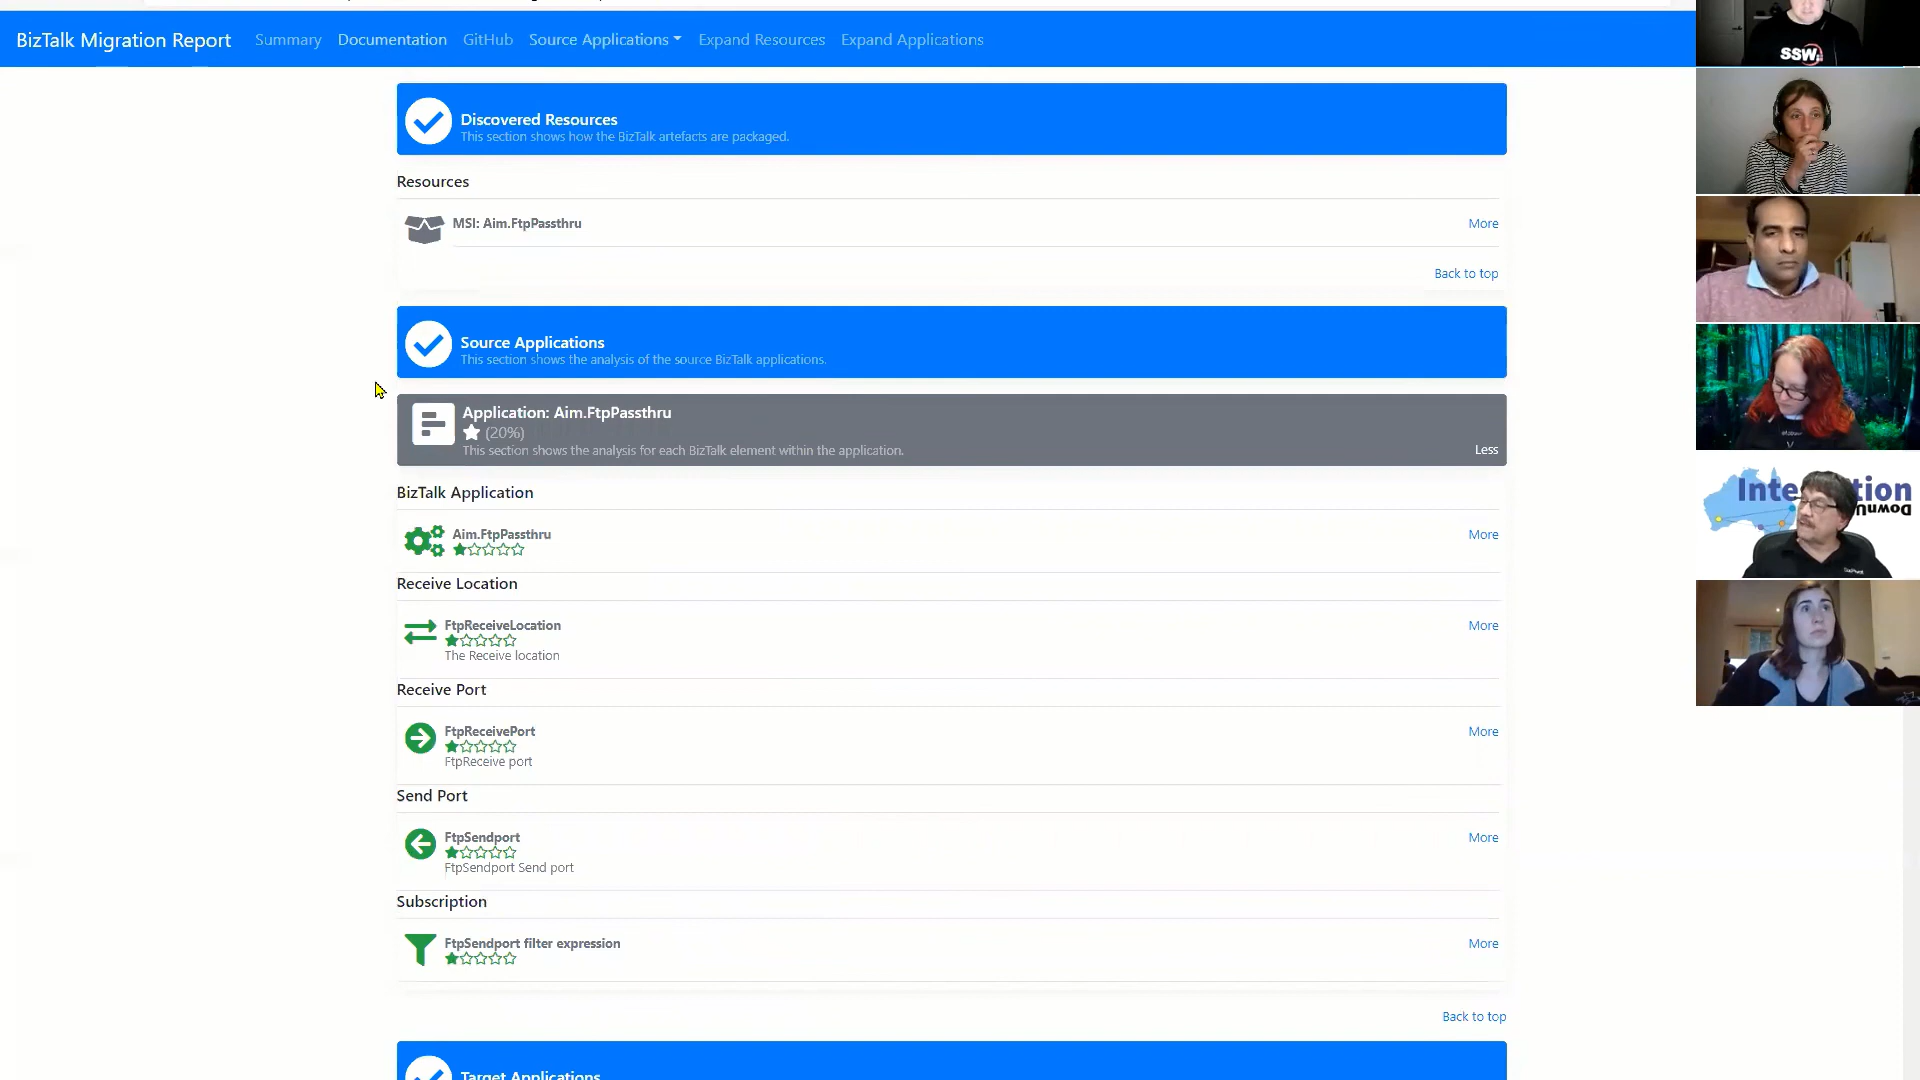 BizTalk Migration Report Summary Documentation GitHub Source Applications Expand Resources Expand Applications
SSW
Discovered Resources
This section shows how the BizTalk artefacts are packaged.
Resources
MSI: Aim.FtpPassthru More
Back to top
Source Applications
This section shows the analysis of the source BizTalk applications.
Application: Aim.FtpPassthru
(20%)
This section shows the analysis for each BizTalk element within the application. Less
BizTalk Application
Aim.FtpPassthru More
Receive Location
FtpReceiveLocation More
The Receive location
Receive Port
FtpReceivePort More
FtpReceive port
Send Port
FtpSendport More
FtpSendport Send port
Subscription
FtpSendport filter expression More
Back to top
Target Applications